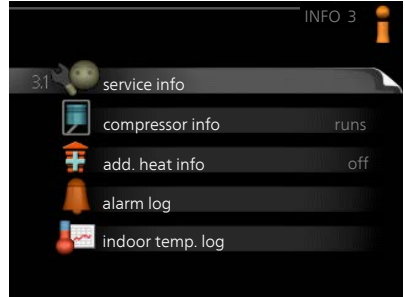 INFO 3
3.1 service info
compressor info runs
add. heat info off
alarm log
indoor temp. log